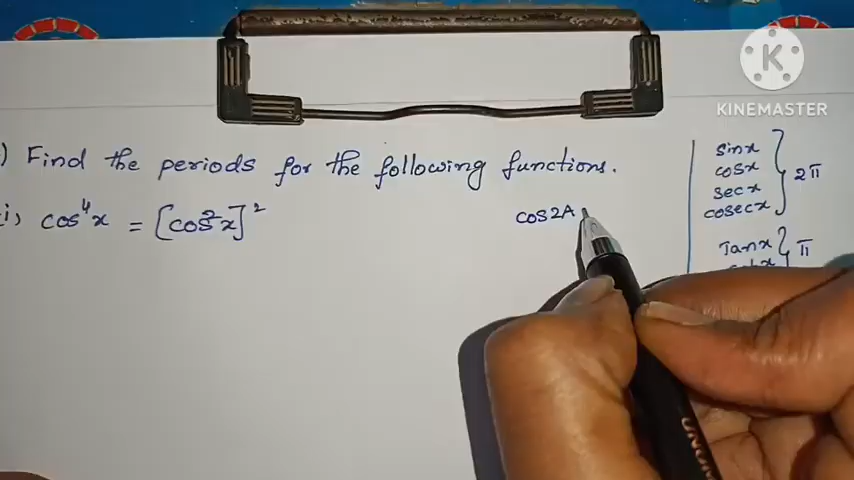 ) Find the periods for the following functions.
i) cos⁴x = [cos²x]²
cos2A
sinx
cosx
secx
cosecx
} 2π
Tanx
} π
K
KINEMASTER